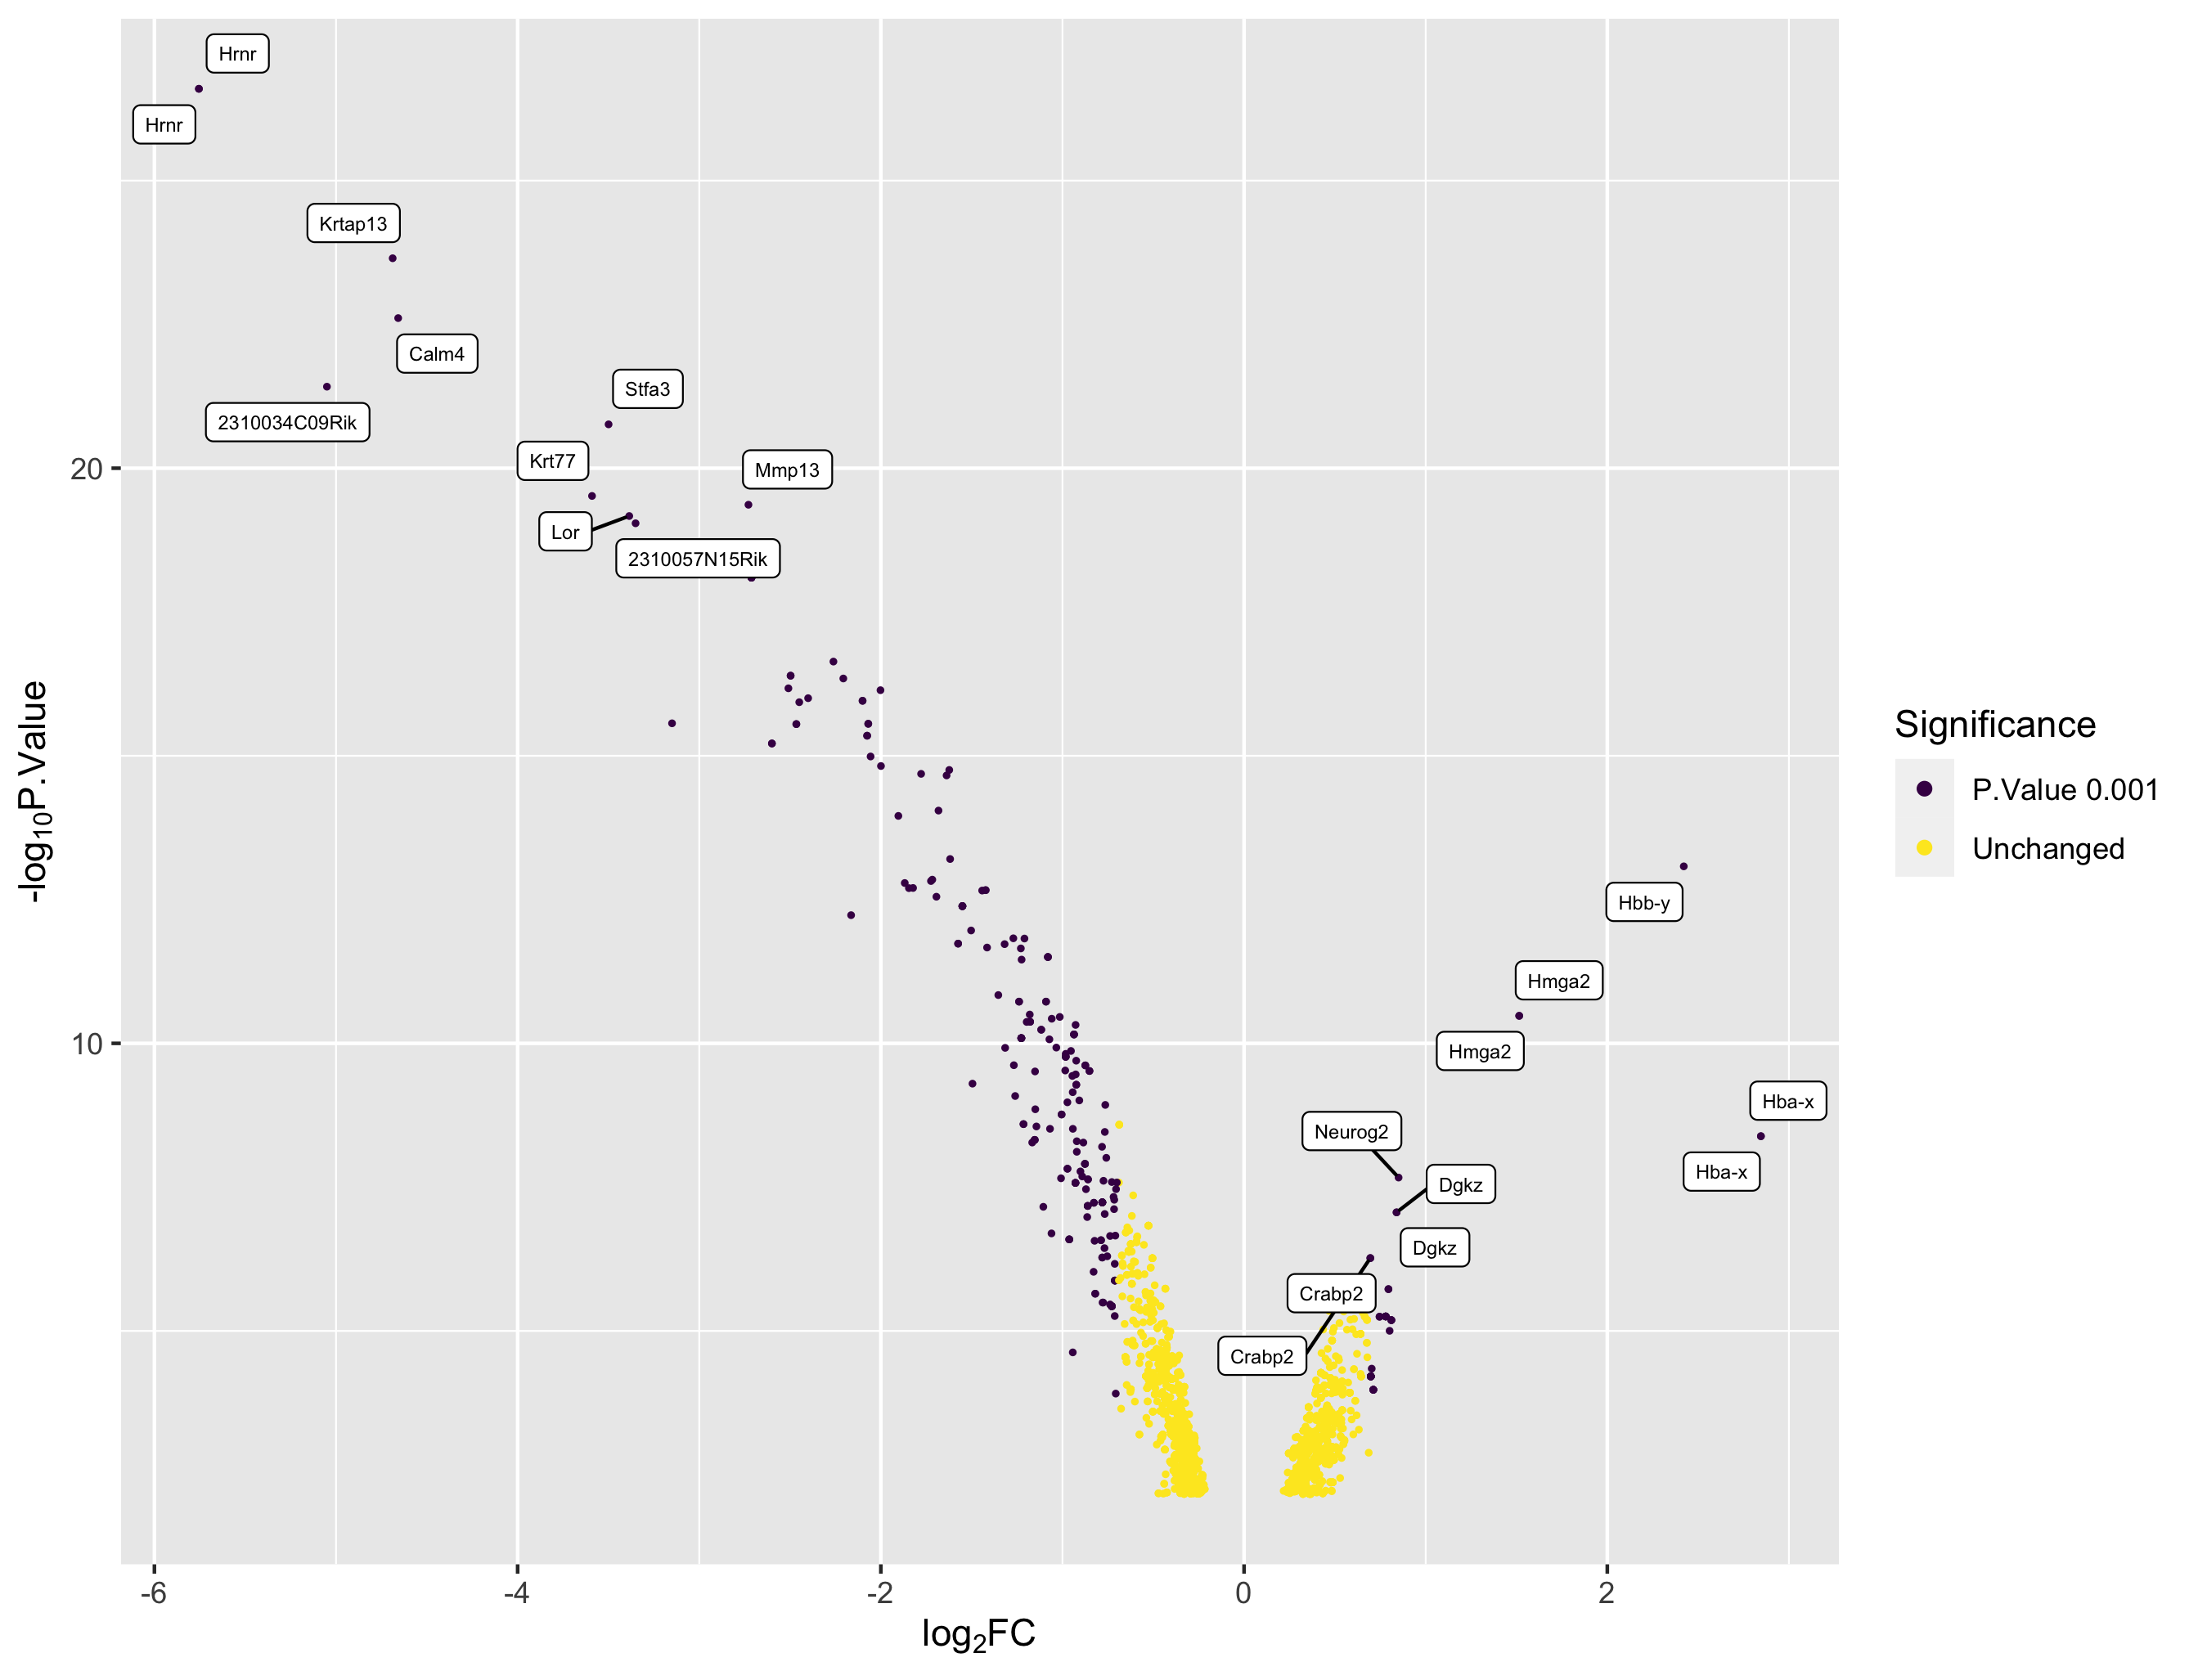 Hrnr
Hrnr
Krtap13
Calm4
Stfa3
2310034C09Rik
Krt77
Mmp13
20
Lor
2310057N15Rik
-log10P.Value
Significance
P.Value 0.001
Unchanged
Hbb-y
Hmga2
10
Hmga2
Hba-x
Neurog2
Hba-x
Dgkz
Dgkz
Crabp2
Crabp2
-6
-4
-2
0
2
log2FC